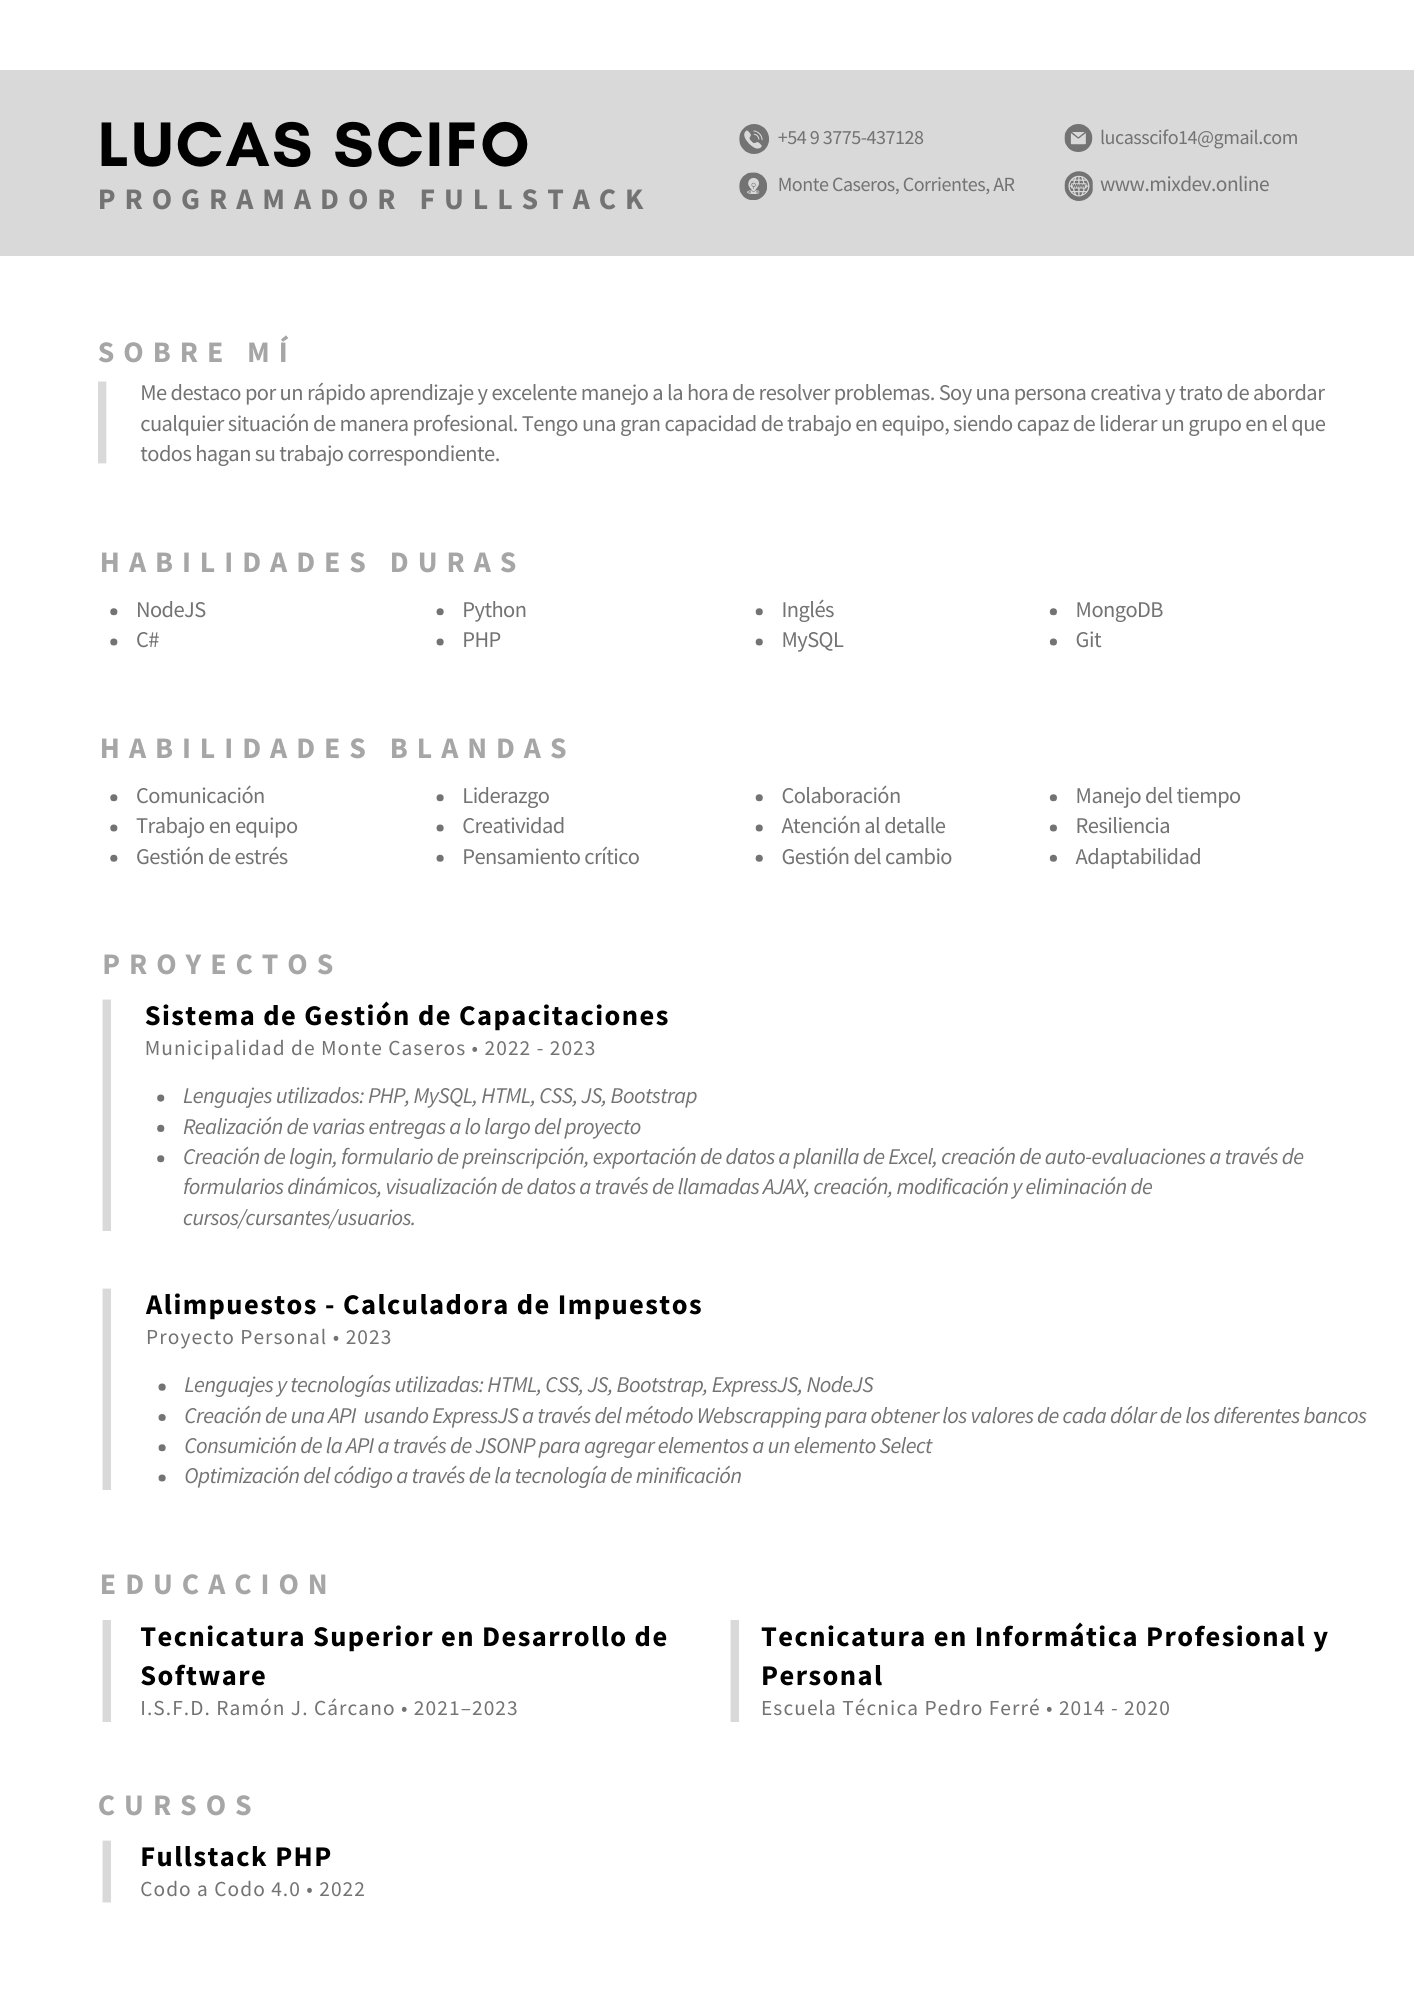 LUCAS SCIFO
PROGRAMADOR FULLSTACK
+54 9 3775-437128
lucasscifo14@gmail.com
Monte Caseros, Corrientes, AR
www.mixdev.online
SOBRE MÍ
Me destaco por un rápido aprendizaje y excelente manejo a la hora de resolver problemas. Soy una persona creativa y trato de abordar
cualquier situación de manera profesional. Tengo una gran capacidad de trabajo en equipo, siendo capaz de liderar un grupo en el que
todos hagan su trabajo correspondiente.
HABILIDADES DURAS
• NodeJS
• C#
• Python
• PHP
• Inglés
• MySQL
• MongoDB
• Git
HABILIDADES BLANDAS
• Comunicación
• Trabajo en equipo
• Gestión de estrés
• Liderazgo
• Creatividad
• Pensamiento crítico
• Colaboración
• Atención al detalle
• Gestión del cambio
• Manejo del tiempo
• Resiliencia
• Adaptabilidad
PROYECTOS
Sistema de Gestión de Capacitaciones
Municipalidad de Monte Caseros • 2022 - 2023
• Lenguajes utilizados: PHP, MySQL, HTML, CSS, JS, Bootstrap
• Realización de varias entregas a lo largo del proyecto
• Creación de login, formulario de preinscripción, exportación de datos a planilla de Excel, creación de auto-evaluaciones a través de
formularios dinámicos, visualización de datos a través de llamadas AJAX, creación, modificación y eliminación de
cursos/cursantes/usuarios.
Alimpuestos - Calculadora de Impuestos
Proyecto Personal • 2023
• Lenguajes y tecnologías utilizadas: HTML, CSS, JS, Bootstrap, ExpressJS, NodeJS
• Creación de una API usando ExpressJS a través del método Webscrapping para obtener los valores de cada dólar de los diferentes bancos
• Consumición de la API a través de JSONP para agregar elementos a un elemento Select
• Optimización del código a través de la tecnología de minificación
EDUCACION
Tecnicatura Superior en Desarrollo de
Software
I.S.F.D. Ramón J. Cárcano • 2021–2023
Tecnicatura en Informática Profesional y
Personal
Escuela Técnica Pedro Ferré • 2014 - 2020
CURSOS
Fullstack PHP
Codo a Codo 4.0 • 2022